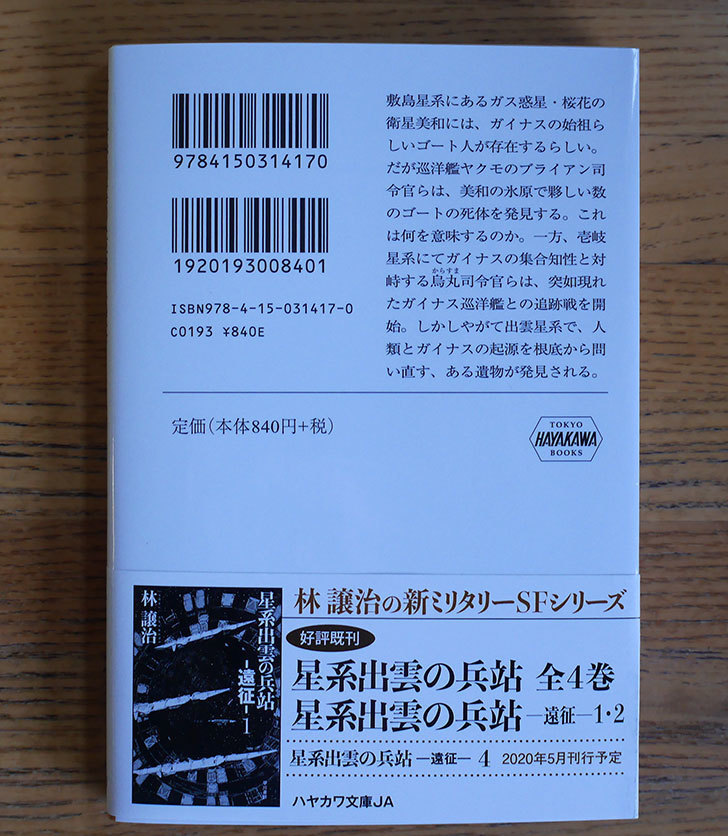 9784150314170
1920193008401
ISBN978-4-15-031417-0
C0193 ¥840E
敷島星系にあるガス惑星・桜花の
衛星美和には、ガイナスの始祖ら
しいゴート人が存在するらしい。
だが巡洋艦ヤクモのブライアン司
令官らは、美和の氷原で夥しい数
のゴートの死体を発見する。これ
は何を意味するのか。一方、壱岐
星系にてガイナスの集合知性と対
からすま
峙する烏丸司令官らは、突如現れ
たガイナス巡洋艦との追跡戦を開
始。しかしやがて出雲星系で、人
類とガイナスの起源を根底から問
い直す、ある遺物が発見される。
定価(本体840円+税)
TOKYO
HAYAKAWA
BOOKS
星系出雲の兵站
-遠征-1
林 譲治
林 譲治の新ミリタリーSFシリーズ
好評既刊
星系出雲の兵站 全4巻
星系出雲の兵站―遠征―1・2
星系出雲の兵站―遠征― 4 2020年5月刊行予定
ハヤカワ文庫JA